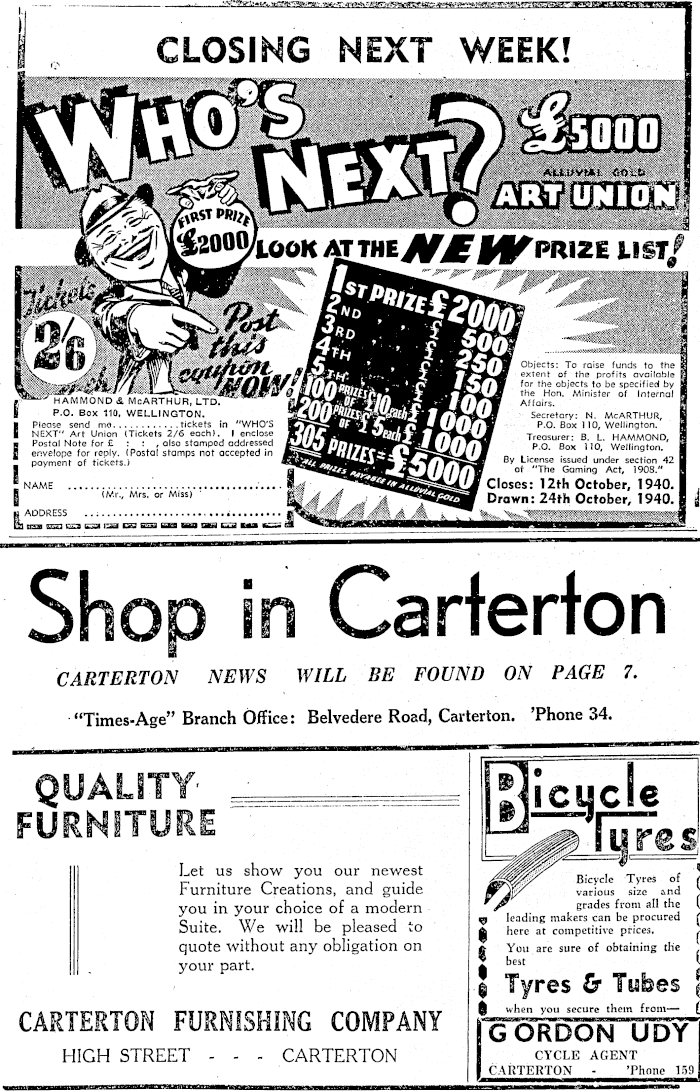 CLOSING NEXT WEEK!
WHO'S
NEXT?
£5000
ALLUVIAL GOLD
ART UNION
FIRST PRIZE
£2000
LOOK AT THE NEW PRIZE LIST!
Tickets
2/6
each
Post
this
coupon
NOW!
1ST PRIZE £2000
2ND , , £ 500
3RD , , £ 250
4TH , , £ 150
5TH , , £ 100
100 PRIZES OF £10 each £1000
200 PRIZES OF £5 each £1000
305 PRIZES = £5000
ALL PRIZES PAYABLE IN ALLUVIAL GOLD
Objects: To raise funds to the
extent of the profits available
for the objects to be specified by
the Hon. Minister of Internal
Affairs.
Secretary: N. McARTHUR,
P.O. Box 110, Wellington.
Treasurer: B. L. HAMMOND,
P.O. Box 110, Wellington.
By License issued under section 42
of "The Gaming Act, 1908."
Closes: 12th October, 1940.
Drawn: 24th October, 1940.
HAMMOND & McARTHUR, LTD.
P.O. Box 110, WELLINGTON.
Please send me............tickets in "WHO'S
NEXT" Art Union (Tickets 2/6 each). I enclose
Postal Note for £ : : , also stamped addressed
envelope for reply. (Postal stamps not accepted in
payment of tickets.)
NAME ......................................
(Mr., Mrs. or Miss)
ADDRESS ......................................
Shop in Carterton
CARTERTON NEWS WILL BE FOUND ON PAGE 7.
"Times-Age" Branch Office: Belvedere Road, Carterton. 'Phone 34.
QUALITY
FURNITURE
Let us show you our newest
Furniture Creations, and guide
you in your choice of a modern
Suite. We will be pleased to
quote without any obligation on
your part.
CARTERTON FURNISHING COMPANY
HIGH STREET - - - CARTERTON
Bicycle
Tyres
Bicycle Tyres of
various size and
grades from all the
leading makers can be procured
here at competitive prices.
You are sure of obtaining the
best
Tyres & Tubes
when you secure them from—
GORDON UDY
CYCLE AGENT
CARTERTON - 'Phone 159